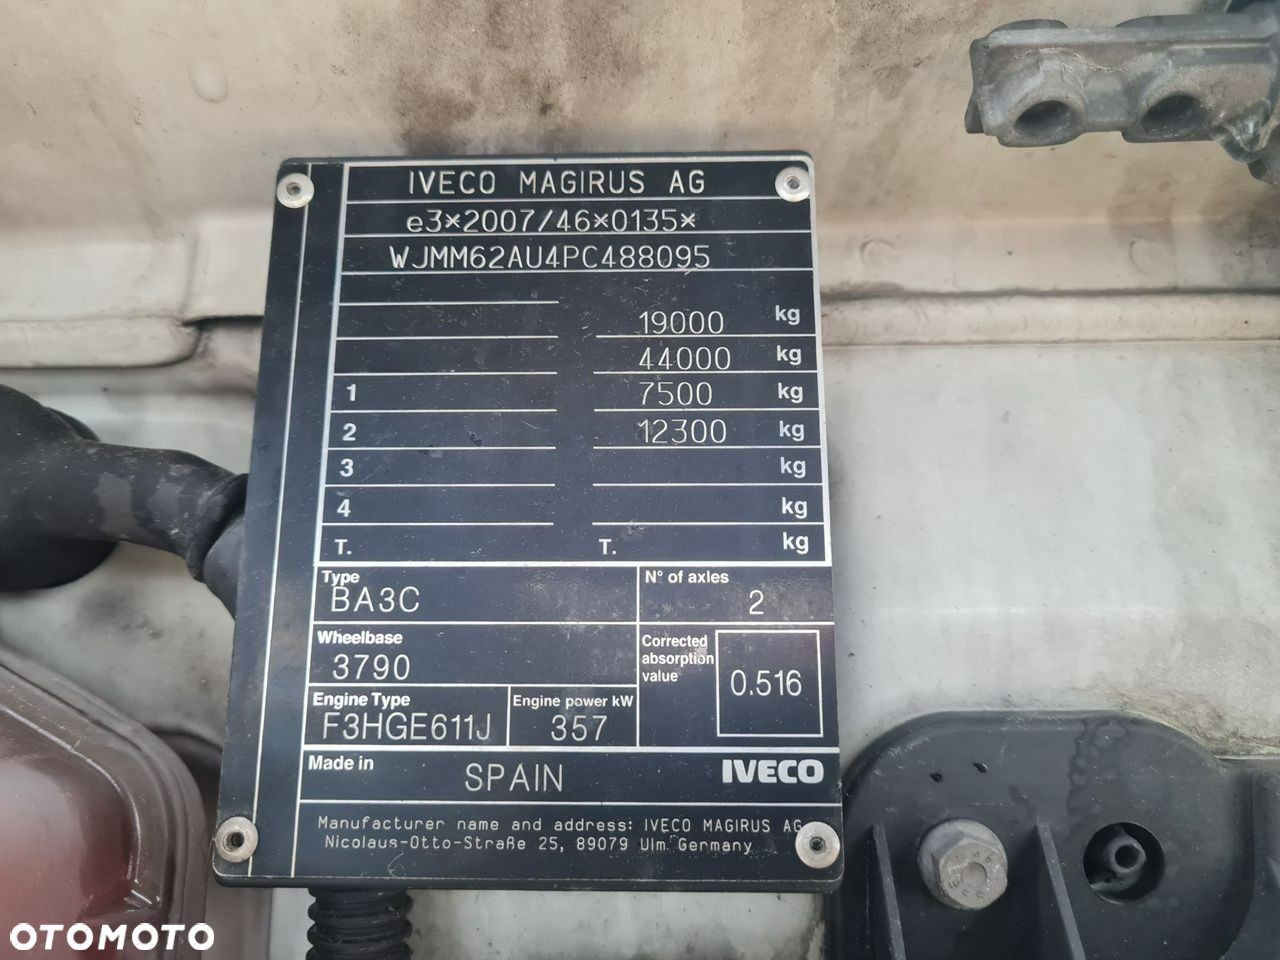 IVECO MAGIRUS AG
e3*2007/46*0135*
WJMM62AU4PC488095
19000 kg
44000 kg
1 7500 kg
2 12300 kg
3 kg
4 kg
T. T. kg
Type
BA3C
N° of axles
2
Wheelbase
3790
Corrected
absorption
value
0.516
Engine Type
F3HGE611J
Engine power kW
357
Made in
SPAIN
IVECO
Manufacturer name and address: IVECO MAGIRUS AG
Nicolaus-Otto-Straße 25, 89079 Ulm Germany
OTOMOTO